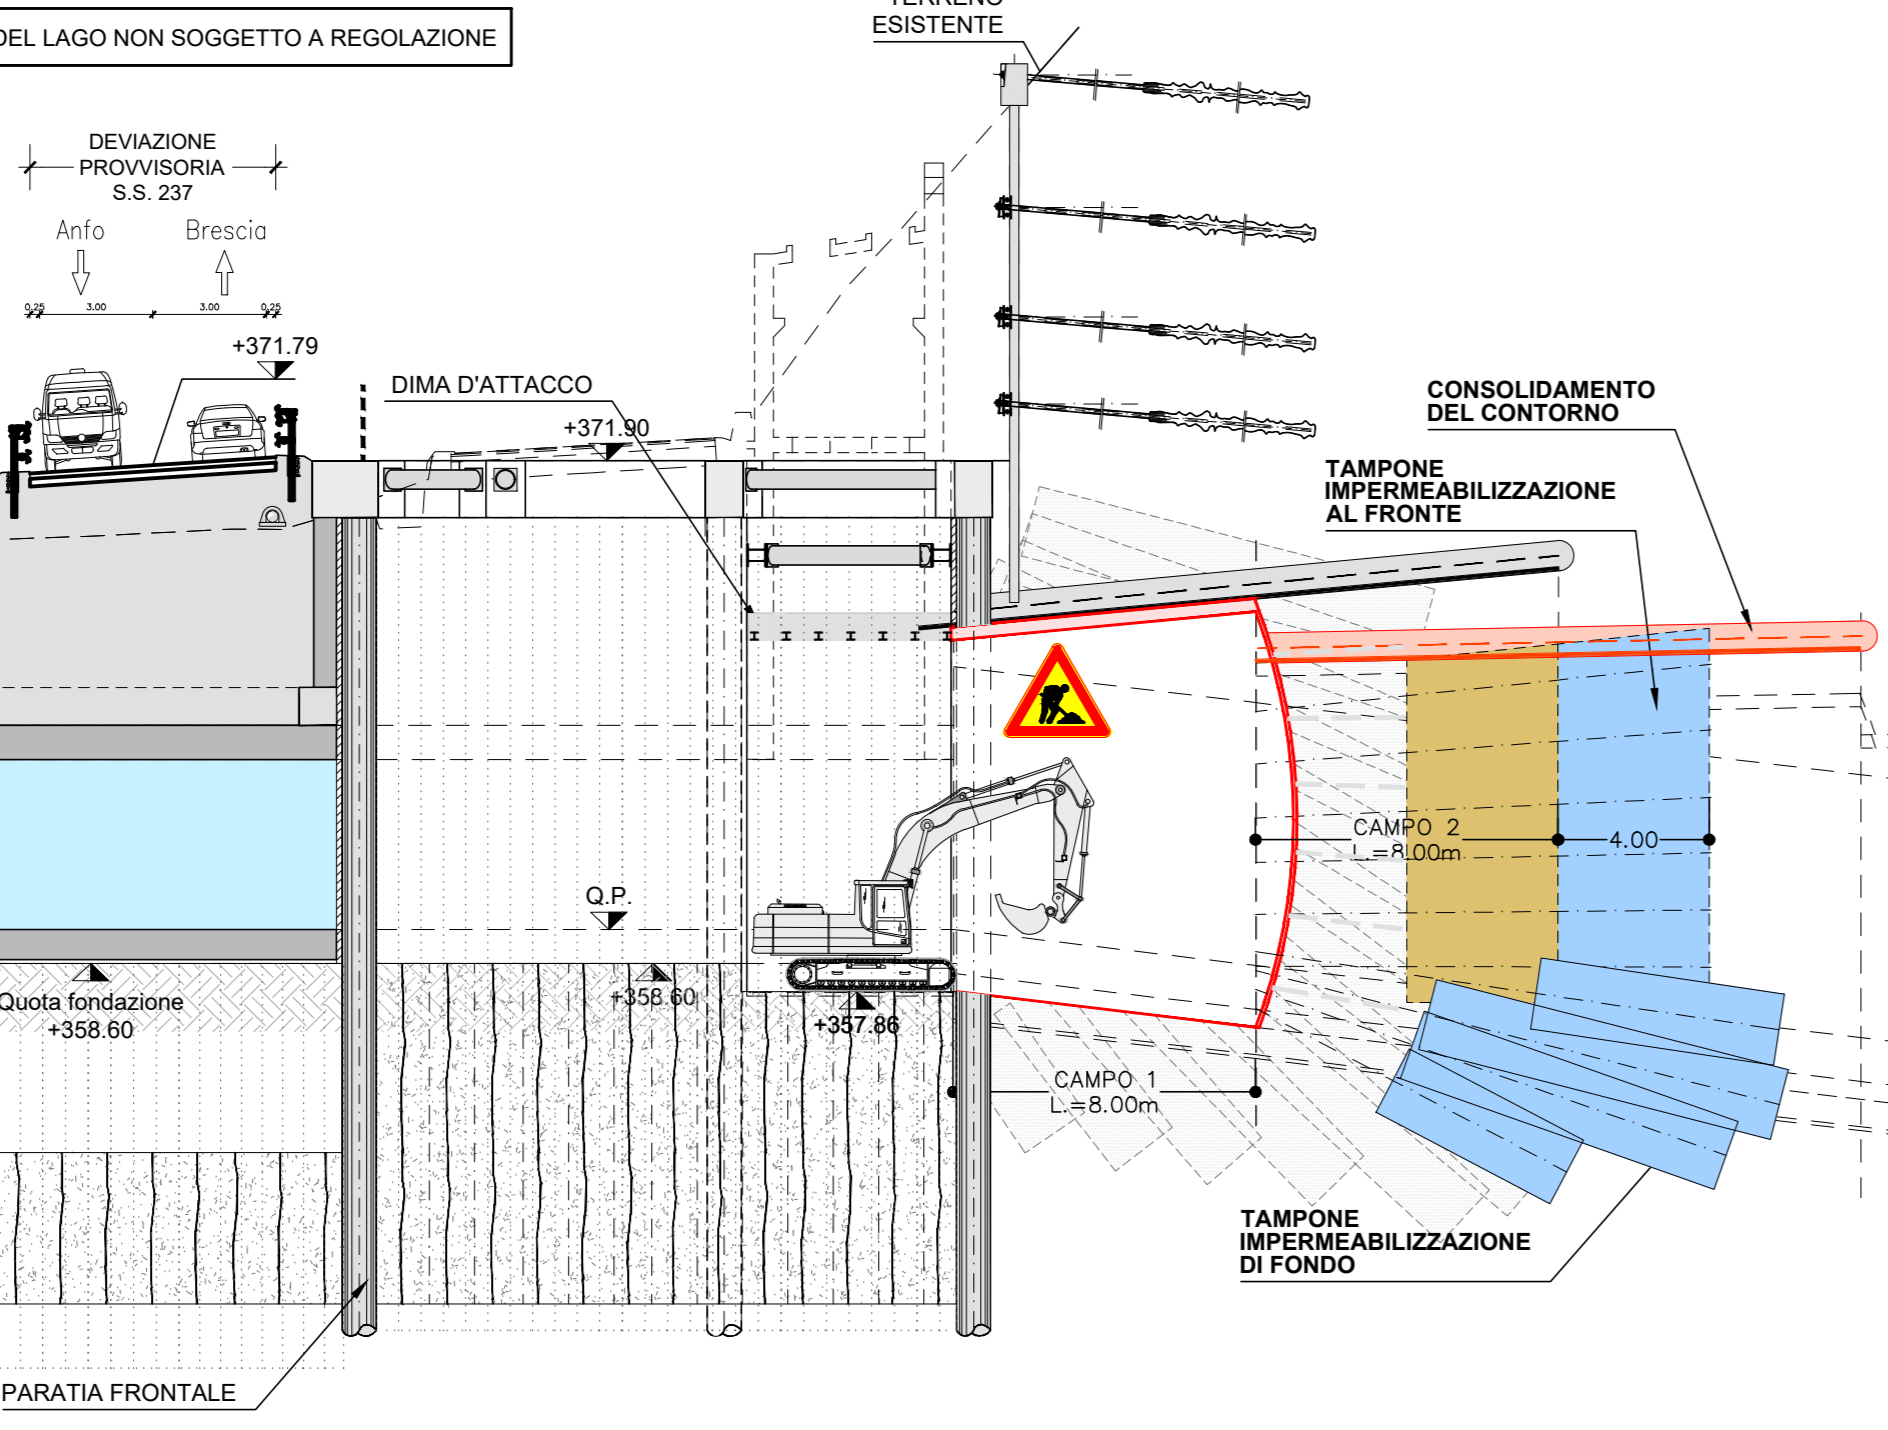 DEL LAGO NON SOGGETTO A REGOLAZIONE
TERRENO
ESISTENTE
DEVIAZIONE
PROVVISORIA
S.S. 237
Anfo
Brescia
0.25
3.00
3.00
0.25
+371.79
DIMA D'ATTACCO
+371.90
CONSOLIDAMENTO
DEL CONTORNO
TAMPONE
IMPERMEABILIZZAZIONE
AL FRONTE
CAMPO 2
L.=8.00m
4.00
Q.P.
Quota fondazione
+358.60
+358.60
+357.86
CAMPO 1
L.=8.00m
TAMPONE
IMPERMEABILIZZAZIONE
DI FONDO
PARATIA FRONTALE